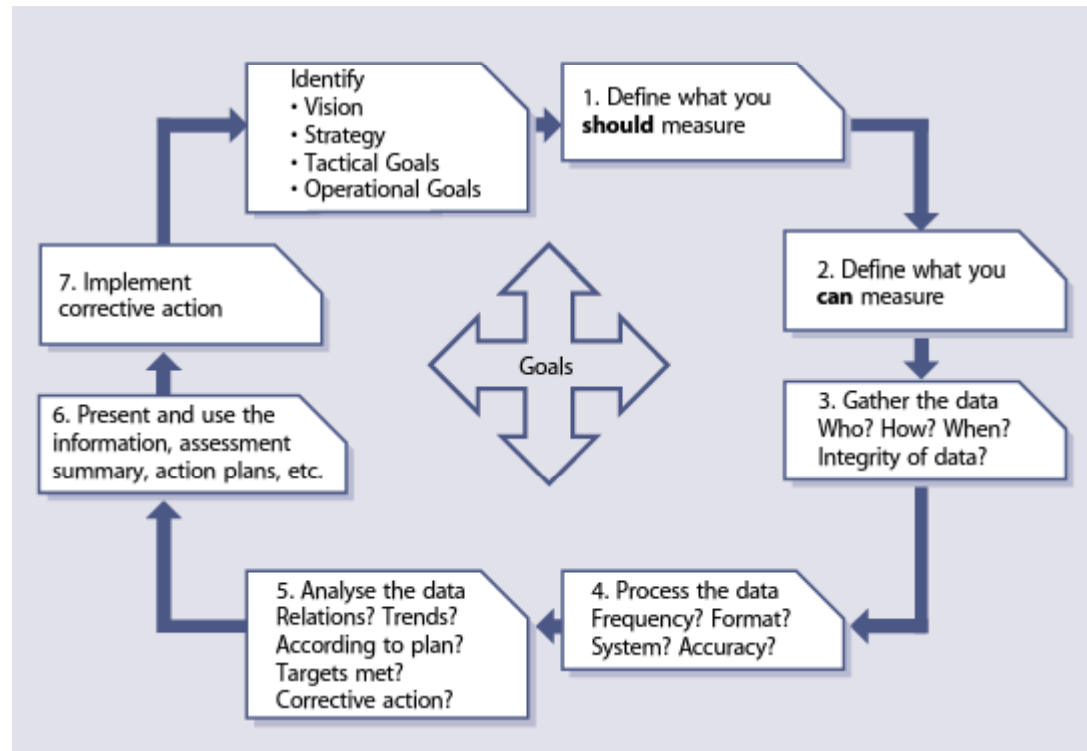 Identify
• Vision
• Strategy
• Tactical Goals
• Operational Goals
1. Define what you
should measure
2. Define what you
can measure
3. Gather the data
Who? How? When?
Integrity of data?
4. Process the data
Frequency? Format?
System? Accuracy?
5. Analyse the data
Relations? Trends?
According to plan?
Targets met?
Corrective action?
6. Present and use the
information, assessment
summary, action plans, etc.
7. Implement
corrective action
Goals